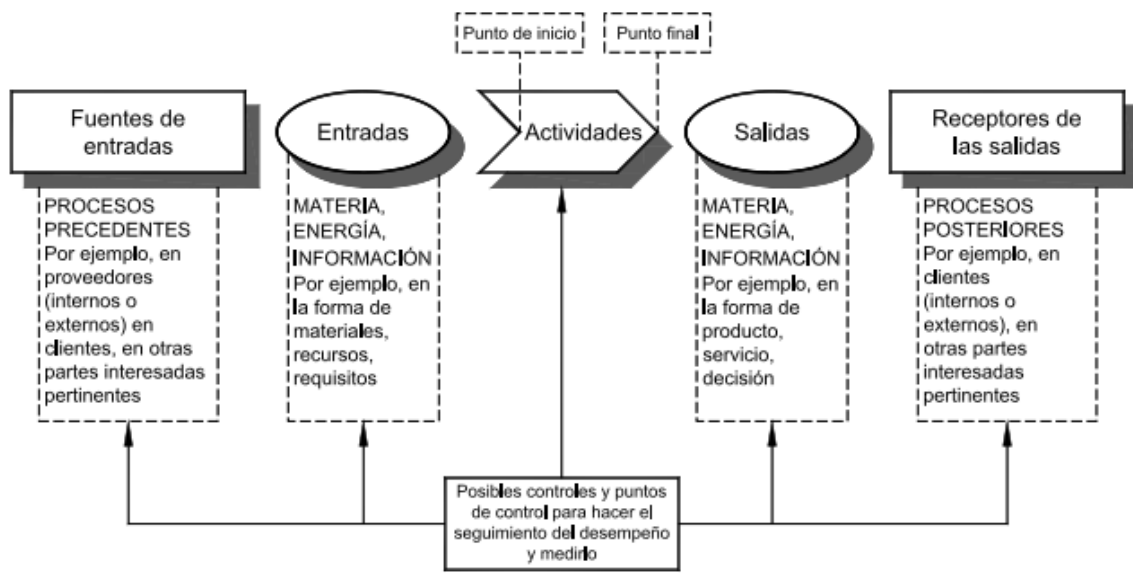 Punto de inicio
Punto final
Fuentes de
entradas
Entradas
Actividades
Salidas
Receptores de
las salidas
PROCESOS
PRECEDENTES
Por ejemplo, en
proveedores
(internos o
externos) en
clientes, en otras
partes interesadas
pertinentes
MATERIA,
ENERGÍA,
INFORMACIÓN
Por ejemplo, en
la forma de
materiales,
recursos,
requisitos
MATERIA,
ENERGÍA,
INFORMACIÓN
Por ejemplo, en
la forma de
producto,
servicio,
decisión
PROCESOS
POSTERIORES
Por ejemplo, en
clientes
(internos o
externos), en
otras partes
interesadas
pertinentes
Posibles controles y puntos
de control para hacer el
seguimiento del desempeño
y medirlo